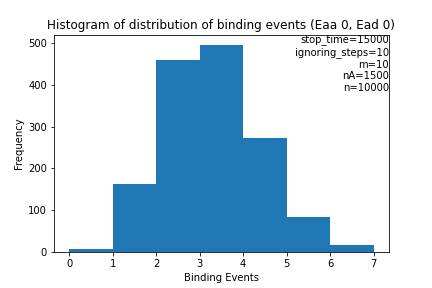 Histogram of distribution of binding events (Eaa 0, Ead 0)
stop_time=15000
ignoring_steps=10
m=10
nA=1500
n=10000
500
400
300
200
100
0
Frequency
0 1 2 3 4 5 6 7
Binding Events